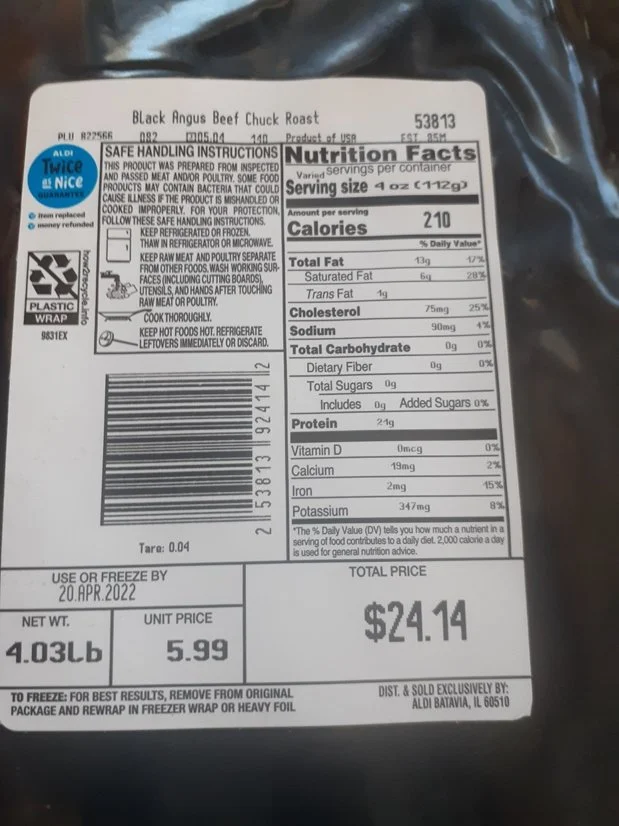 Black Angus Beef Chuck Roast
53813
PLU 822566 082 305.04 140 Product of USA EST. 85M
ALDI
Twice
as Nice
GUARANTEE
item replaced
money refunded
how2recycle.info
PLASTIC
WRAP
9831EX
SAFE HANDLING INSTRUCTIONS
THIS PRODUCT WAS PREPARED FROM INSPECTED
AND PASSED MEAT AND/OR POULTRY. SOME FOOD
PRODUCTS MAY CONTAIN BACTERIA THAT COULD
CAUSE ILLNESS IF THE PRODUCT IS MISHANDLED OR
COOKED IMPROPERLY. FOR YOUR PROTECTION,
FOLLOW THESE SAFE HANDLING INSTRUCTIONS.
KEEP REFRIGERATED OR FROZEN.
THAW IN REFRIGERATOR OR MICROWAVE.
KEEP RAW MEAT AND POULTRY SEPARATE
FROM OTHER FOODS. WASH WORKING SUR-
FACES (INCLUDING CUTTING BOARDS),
UTENSILS, AND HANDS AFTER TOUCHING
RAW MEAT OR POULTRY.
COOK THOROUGHLY.
KEEP HOT FOODS HOT. REFRIGERATE
LEFTOVERS IMMEDIATELY OR DISCARD.
Nutrition Facts
Varied servings per container
Serving size 4 oz (112g)
Amount per serving
Calories 210
% Daily Value*
Total Fat 13g 17%
Saturated Fat 6g 28%
Trans Fat 1g
Cholesterol 75mg 25%
Sodium 90mg 4%
Total Carbohydrate 0g 0%
Dietary Fiber 0g 0%
Total Sugars 0g
Includes 0g Added Sugars 0%
Protein 21g
Vitamin D 0mcg 0%
Calcium 19mg 2%
Iron 2mg 15%
Potassium 347mg 8%
*The % Daily Value (DV) tells you how much a nutrient in a
serving of food contributes to a daily diet. 2,000 calorie a day
is used for general nutrition advice.
2 53813 92414 2
Tare: 0.04
USE OR FREEZE BY
20.APR.2022
NET WT.
4.03Lb
UNIT PRICE
5.99
TOTAL PRICE
$24.14
TO FREEZE: FOR BEST RESULTS, REMOVE FROM ORIGINAL
PACKAGE AND REWRAP IN FREEZER WRAP OR HEAVY FOIL
DIST. & SOLD EXCLUSIVELY BY:
ALDI BATAVIA, IL 60510